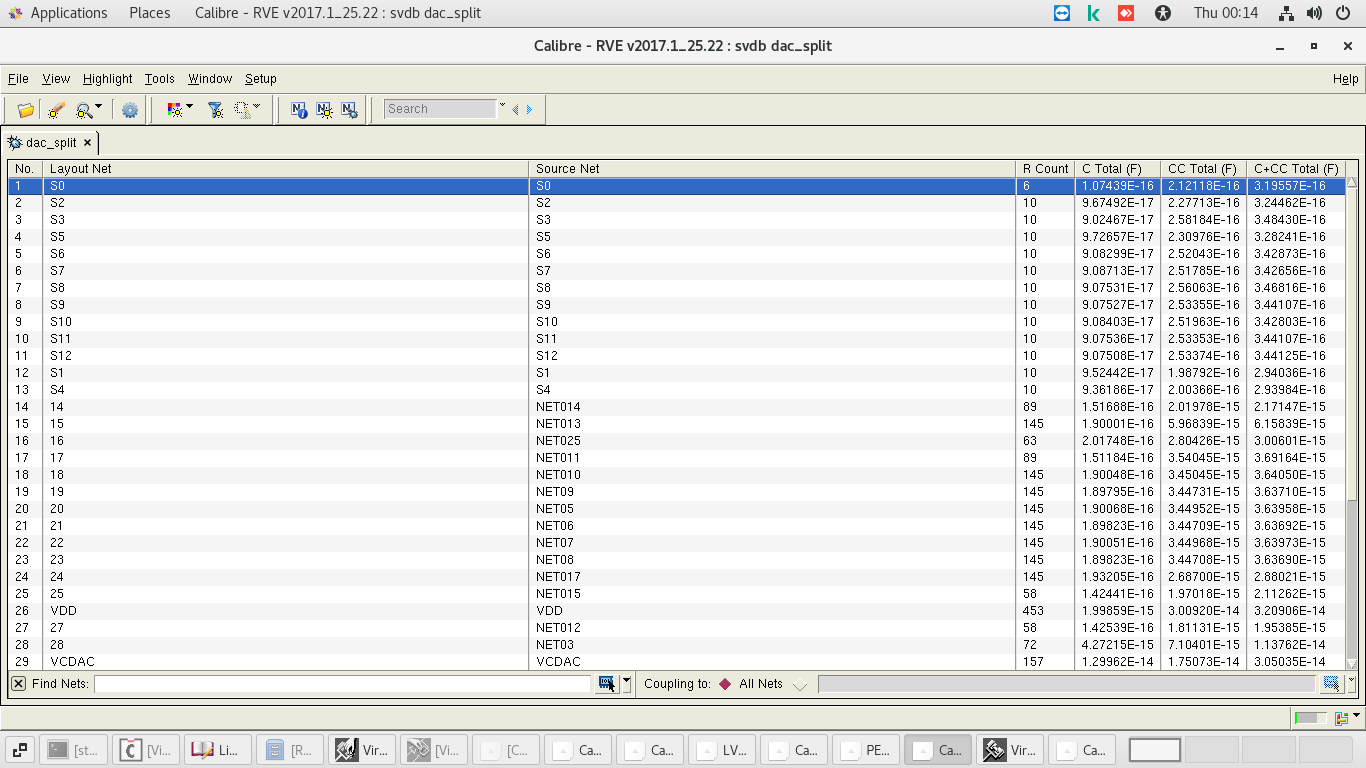 Applications Places Calibre - RVE v2017.1_25.22 : svdb dac_split Thu 00:14
Calibre - RVE v2017.1_25.22 : svdb dac_split
File View Highlight Tools Window Setup Help
Search
dac_split
No. Layout Net Source Net R Count C Total (F) CC Total (F) C+CC Total (F)
1 S0 S0 6 1.07439E-16 2.12118E-16 3.19557E-16
2 S2 S2 10 9.67492E-17 2.27713E-16 3.24462E-16
3 S3 S3 10 9.02467E-17 2.58184E-16 3.48430E-16
4 S5 S5 10 9.72657E-17 2.30976E-16 3.28241E-16
5 S6 S6 10 9.08299E-17 2.52043E-16 3.42873E-16
6 S7 S7 10 9.08713E-17 2.51785E-16 3.42656E-16
7 S8 S8 10 9.07531E-17 2.56063E-16 3.46816E-16
8 S9 S9 10 9.07527E-17 2.53355E-16 3.44107E-16
9 S10 S10 10 9.08403E-17 2.51963E-16 3.42803E-16
10 S11 S11 10 9.07536E-17 2.53353E-16 3.44107E-16
11 S12 S12 10 9.07508E-17 2.53374E-16 3.44125E-16
12 S1 S1 10 9.52442E-17 1.98792E-16 2.94036E-16
13 S4 S4 10 9.36186E-17 2.00366E-16 2.93984E-16
14 14 NET014 89 1.51688E-16 2.01978E-15 2.17147E-15
15 15 NET013 145 1.90001E-16 5.96839E-15 6.15839E-15
16 16 NET025 63 2.01748E-16 2.80426E-15 3.00601E-15
17 17 NET011 89 1.51184E-16 3.54045E-15 3.69164E-15
18 18 NET010 145 1.90048E-16 3.45045E-15 3.64050E-15
19 19 NET09 145 1.89795E-16 3.44731E-15 3.63710E-15
20 20 NET05 145 1.90068E-16 3.44952E-15 3.63958E-15
21 21 NET06 145 1.89823E-16 3.44709E-15 3.63692E-15
22 22 NET07 145 1.90051E-16 3.44968E-15 3.63973E-15
23 23 NET08 145 1.89823E-16 3.44708E-15 3.63690E-15
24 24 NET017 145 1.93205E-16 2.68700E-15 2.88021E-15
25 25 NET015 58 1.42441E-16 1.97018E-15 2.11262E-15
26 VDD VDD 453 1.99859E-15 3.00920E-14 3.20906E-14
27 27 NET012 58 1.42539E-16 1.81131E-15 1.95385E-15
28 28 NET03 72 4.27215E-15 7.10401E-15 1.13762E-14
29 VCDAC VCDAC 157 1.29962E-14 1.75073E-14 3.05035E-14
Find Nets: Coupling to: All Nets
[st... [Vi... Li... [R... Vir... [Vi... [C... Ca... Ca... LV... Ca... PE... Ca... Vir... Ca...